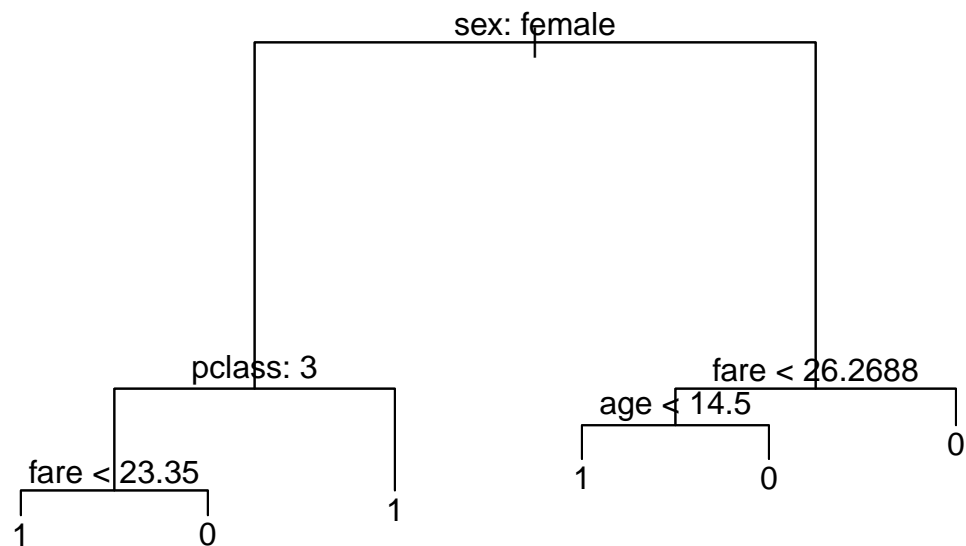 sex: female
pclass: 3
fare < 26.2688
age < 14.5
fare < 23.35
1
0
1
1
0
0